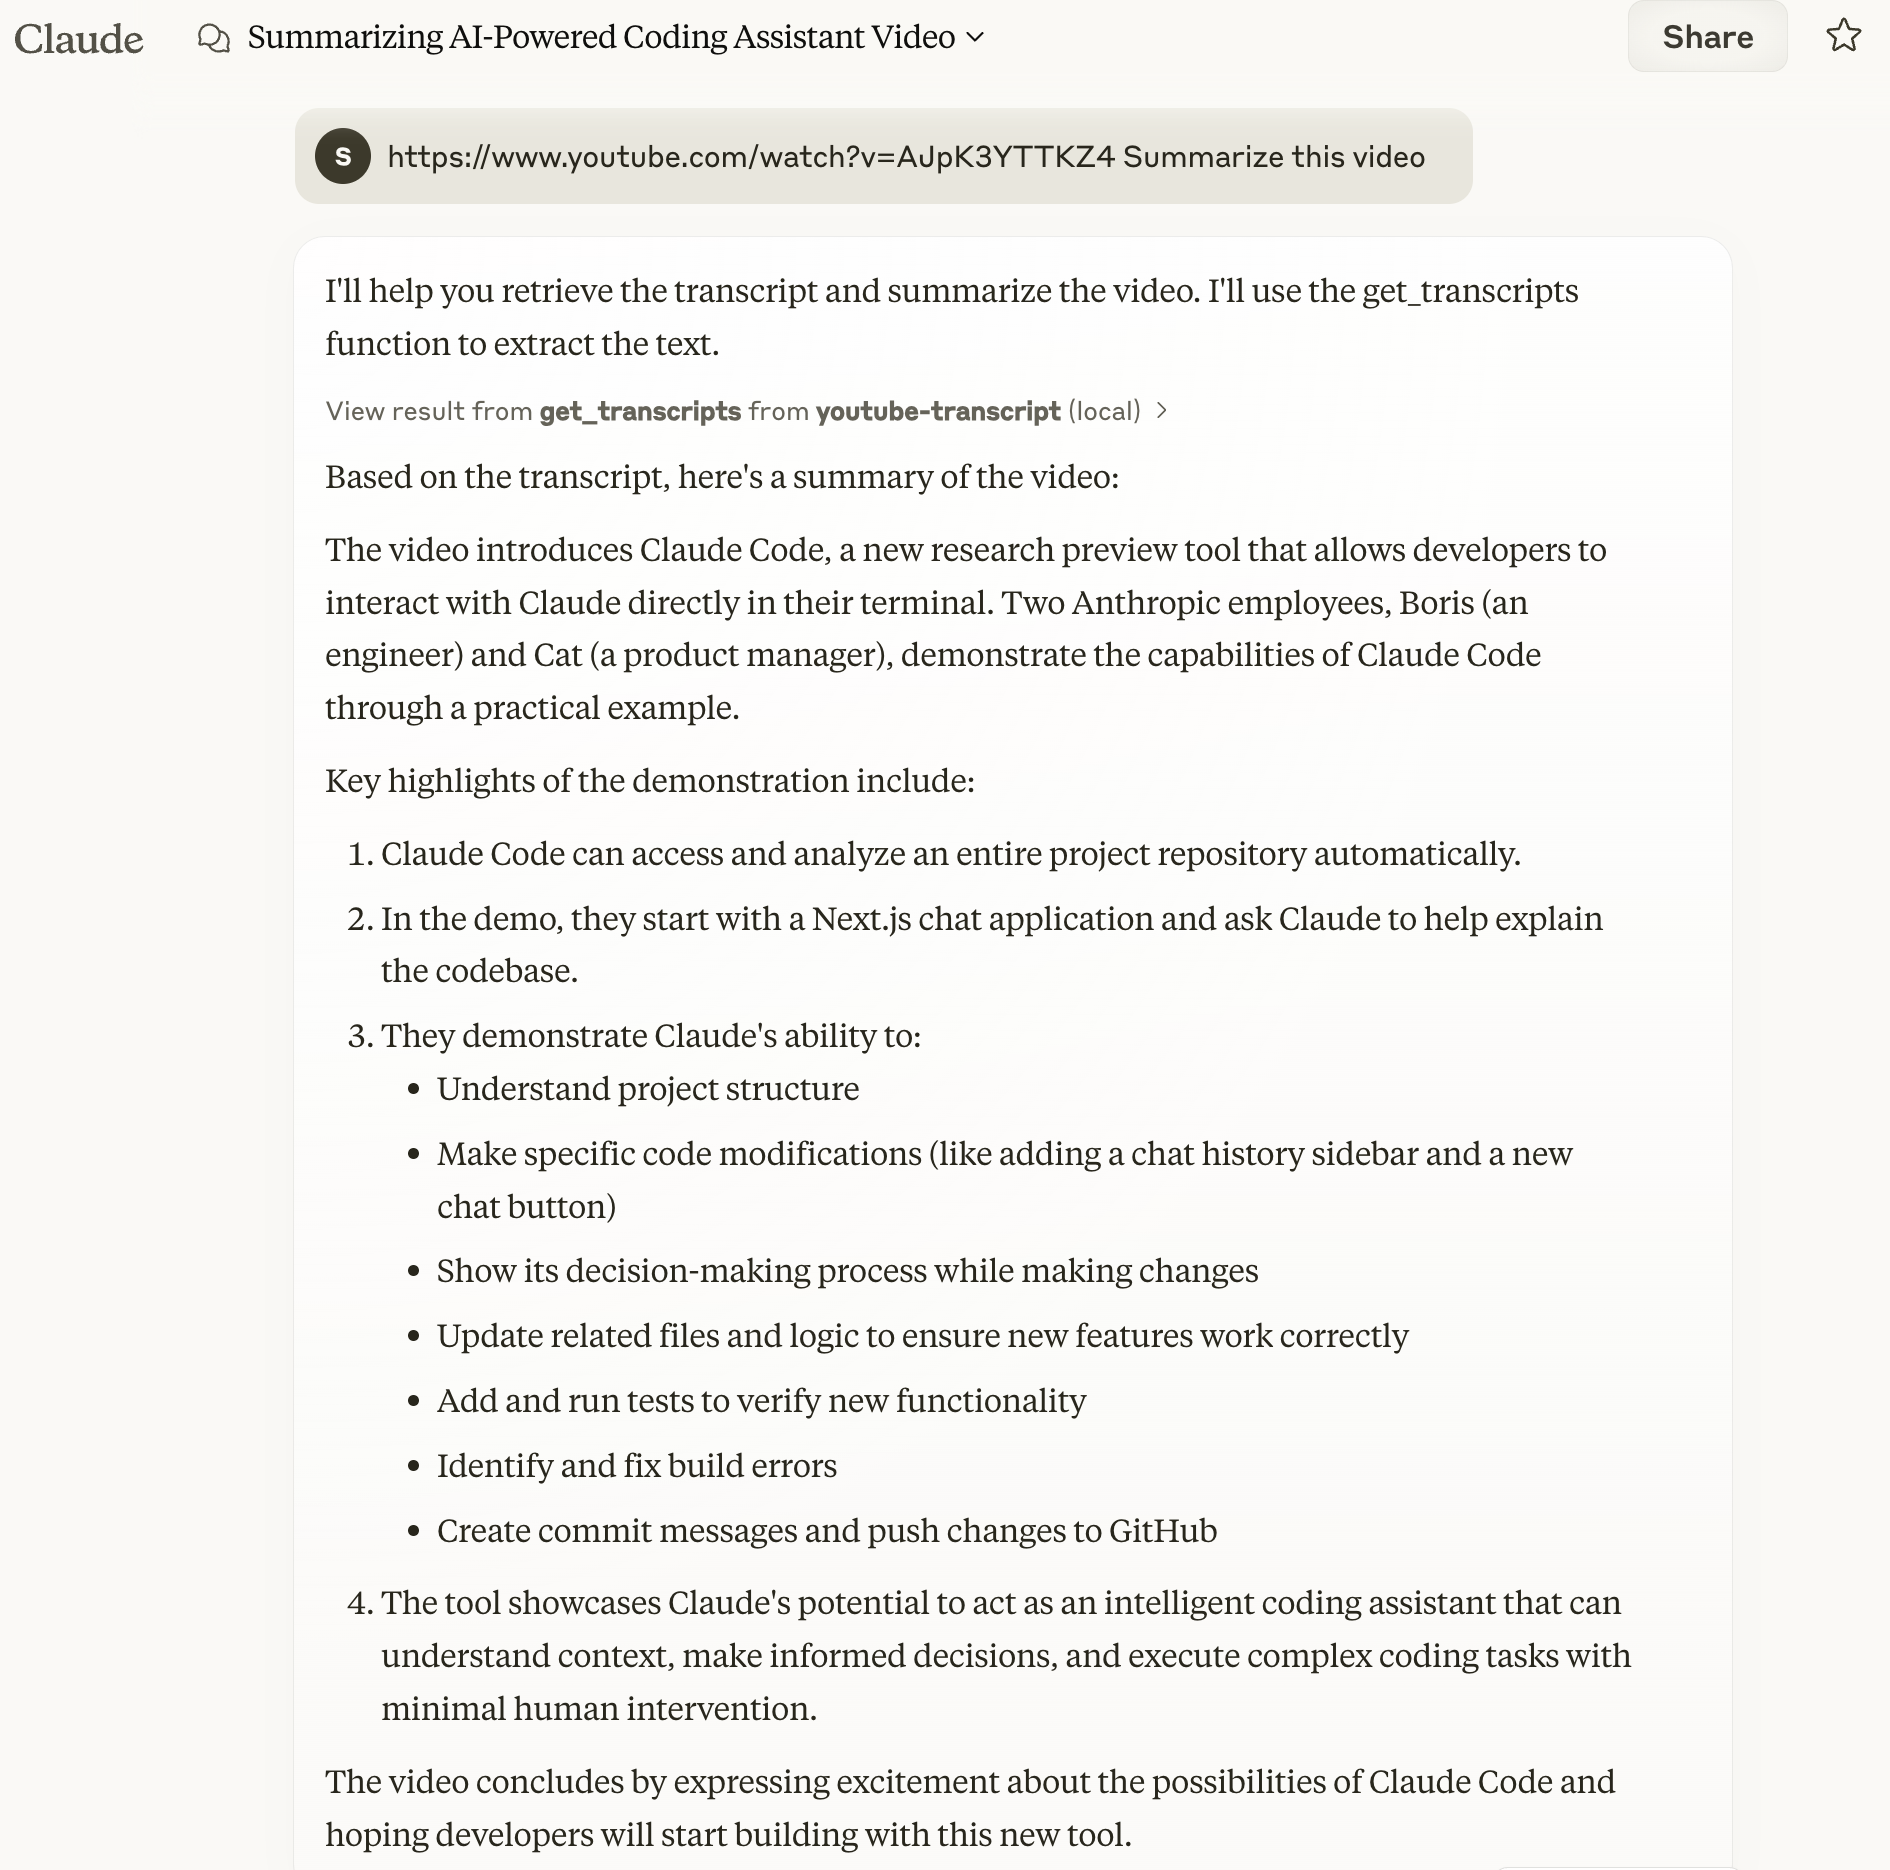 Claude
Summarizing AI-Powered Coding Assistant Video
Share
S
https://www.youtube.com/watch?v=AJpK3YTTKZ4 Summarize this video
I'll help you retrieve the transcript and summarize the video. I'll use the get_transcripts
function to extract the text.
View result from get_transcripts from youtube-transcript (local)
Based on the transcript, here's a summary of the video:
The video introduces Claude Code, a new research preview tool that allows developers to
interact with Claude directly in their terminal. Two Anthropic employees, Boris (an
engineer) and Cat (a product manager), demonstrate the capabilities of Claude Code
through a practical example.
Key highlights of the demonstration include:
1. Claude Code can access and analyze an entire project repository automatically.
2. In the demo, they start with a Next.js chat application and ask Claude to help explain
the codebase.
3. They demonstrate Claude's ability to:
• Understand project structure
• Make specific code modifications (like adding a chat history sidebar and a new
chat button)
• Show its decision-making process while making changes
• Update related files and logic to ensure new features work correctly
• Add and run tests to verify new functionality
• Identify and fix build errors
• Create commit messages and push changes to GitHub
4. The tool showcases Claude's potential to act as an intelligent coding assistant that can
understand context, make informed decisions, and execute complex coding tasks with
minimal human intervention.
The video concludes by expressing excitement about the possibilities of Claude Code and
hoping developers will start building with this new tool.